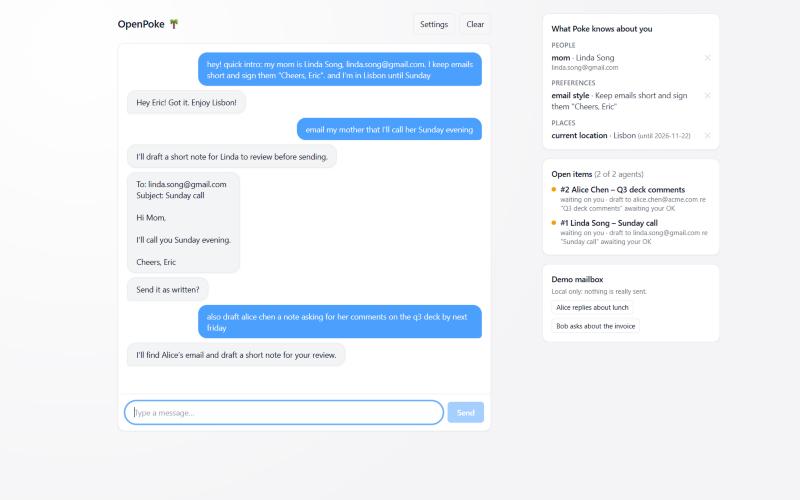 OpenPoke 🌴
Settings
Clear
hey! quick intro: my mom is Linda Song, linda.song@gmail.com. I keep emails
short and sign them "Cheers, Eric". and I'm in Lisbon until Sunday
Hey Eric! Got it. Enjoy Lisbon!
email my mother that I'll call her Sunday evening
I'll draft a short note for Linda to review before sending.
To: linda.song@gmail.com
Subject: Sunday call
Hi Mom,
I'll call you Sunday evening.
Cheers, Eric
Send it as written?
also draft alice chen a note asking for her comments on the q3 deck by next
friday
I'll find Alice's email and draft a short note for your review.
Type a message...
Send
What Poke knows about you
PEOPLE
mom · Linda Song
linda.song@gmail.com
PREFERENCES
email style · Keep emails short and sign
them "Cheers, Eric"
PLACES
current location · Lisbon (until 2026-11-22)
Open items (2 of 2 agents)
#2 Alice Chen – Q3 deck comments
waiting on you · draft to alice.chen@acme.com re
"Q3 deck comments" awaiting your OK
#1 Linda Song – Sunday call
waiting on you · draft to linda.song@gmail.com re
"Sunday call" awaiting your OK
Demo mailbox
Local only: nothing is really sent.
Alice replies about lunch
Bob asks about the invoice